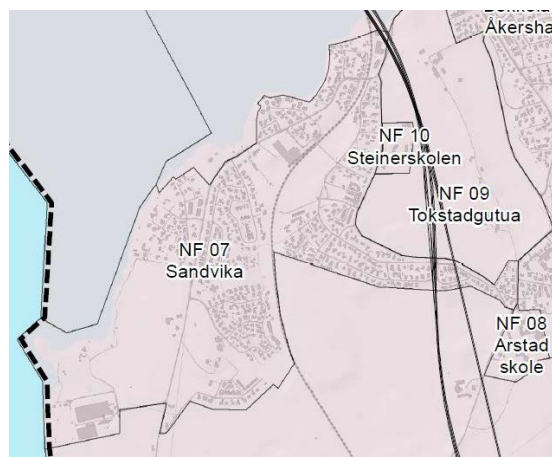 Åkersha
NF 10
Steinerskolen
NF 09
Tokstadgutua
NF 07
Sandvika
NF 08
Arstad
skole